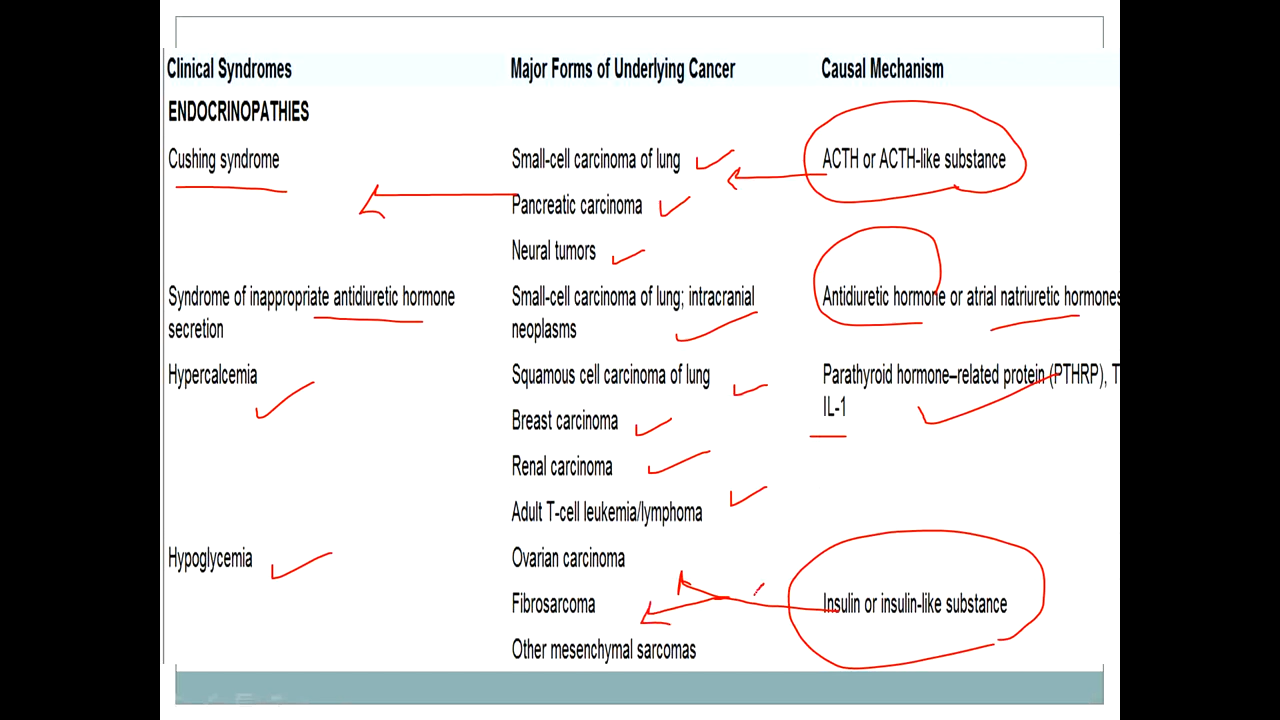 Clinical Syndromes Major Forms of Underlying Cancer Causal Mechanism
ENDOCRINOPATHIES
Cushing syndrome Small-cell carcinoma of lung ACTH or ACTH-like substance
Pancreatic carcinoma
Neural tumors
Syndrome of inappropriate antidiuretic hormone Small-cell carcinoma of lung; intracranial Antidiuretic hormone or atrial natriuretic hormones
secretion neoplasms
Hypercalcemia Squamous cell carcinoma of lung Parathyroid hormone–related protein (PTHRP), T
Breast carcinoma IL-1
Renal carcinoma
Adult T-cell leukemia/lymphoma
Hypoglycemia Ovarian carcinoma
Fibrosarcoma Insulin or insulin-like substance
Other mesenchymal sarcomas